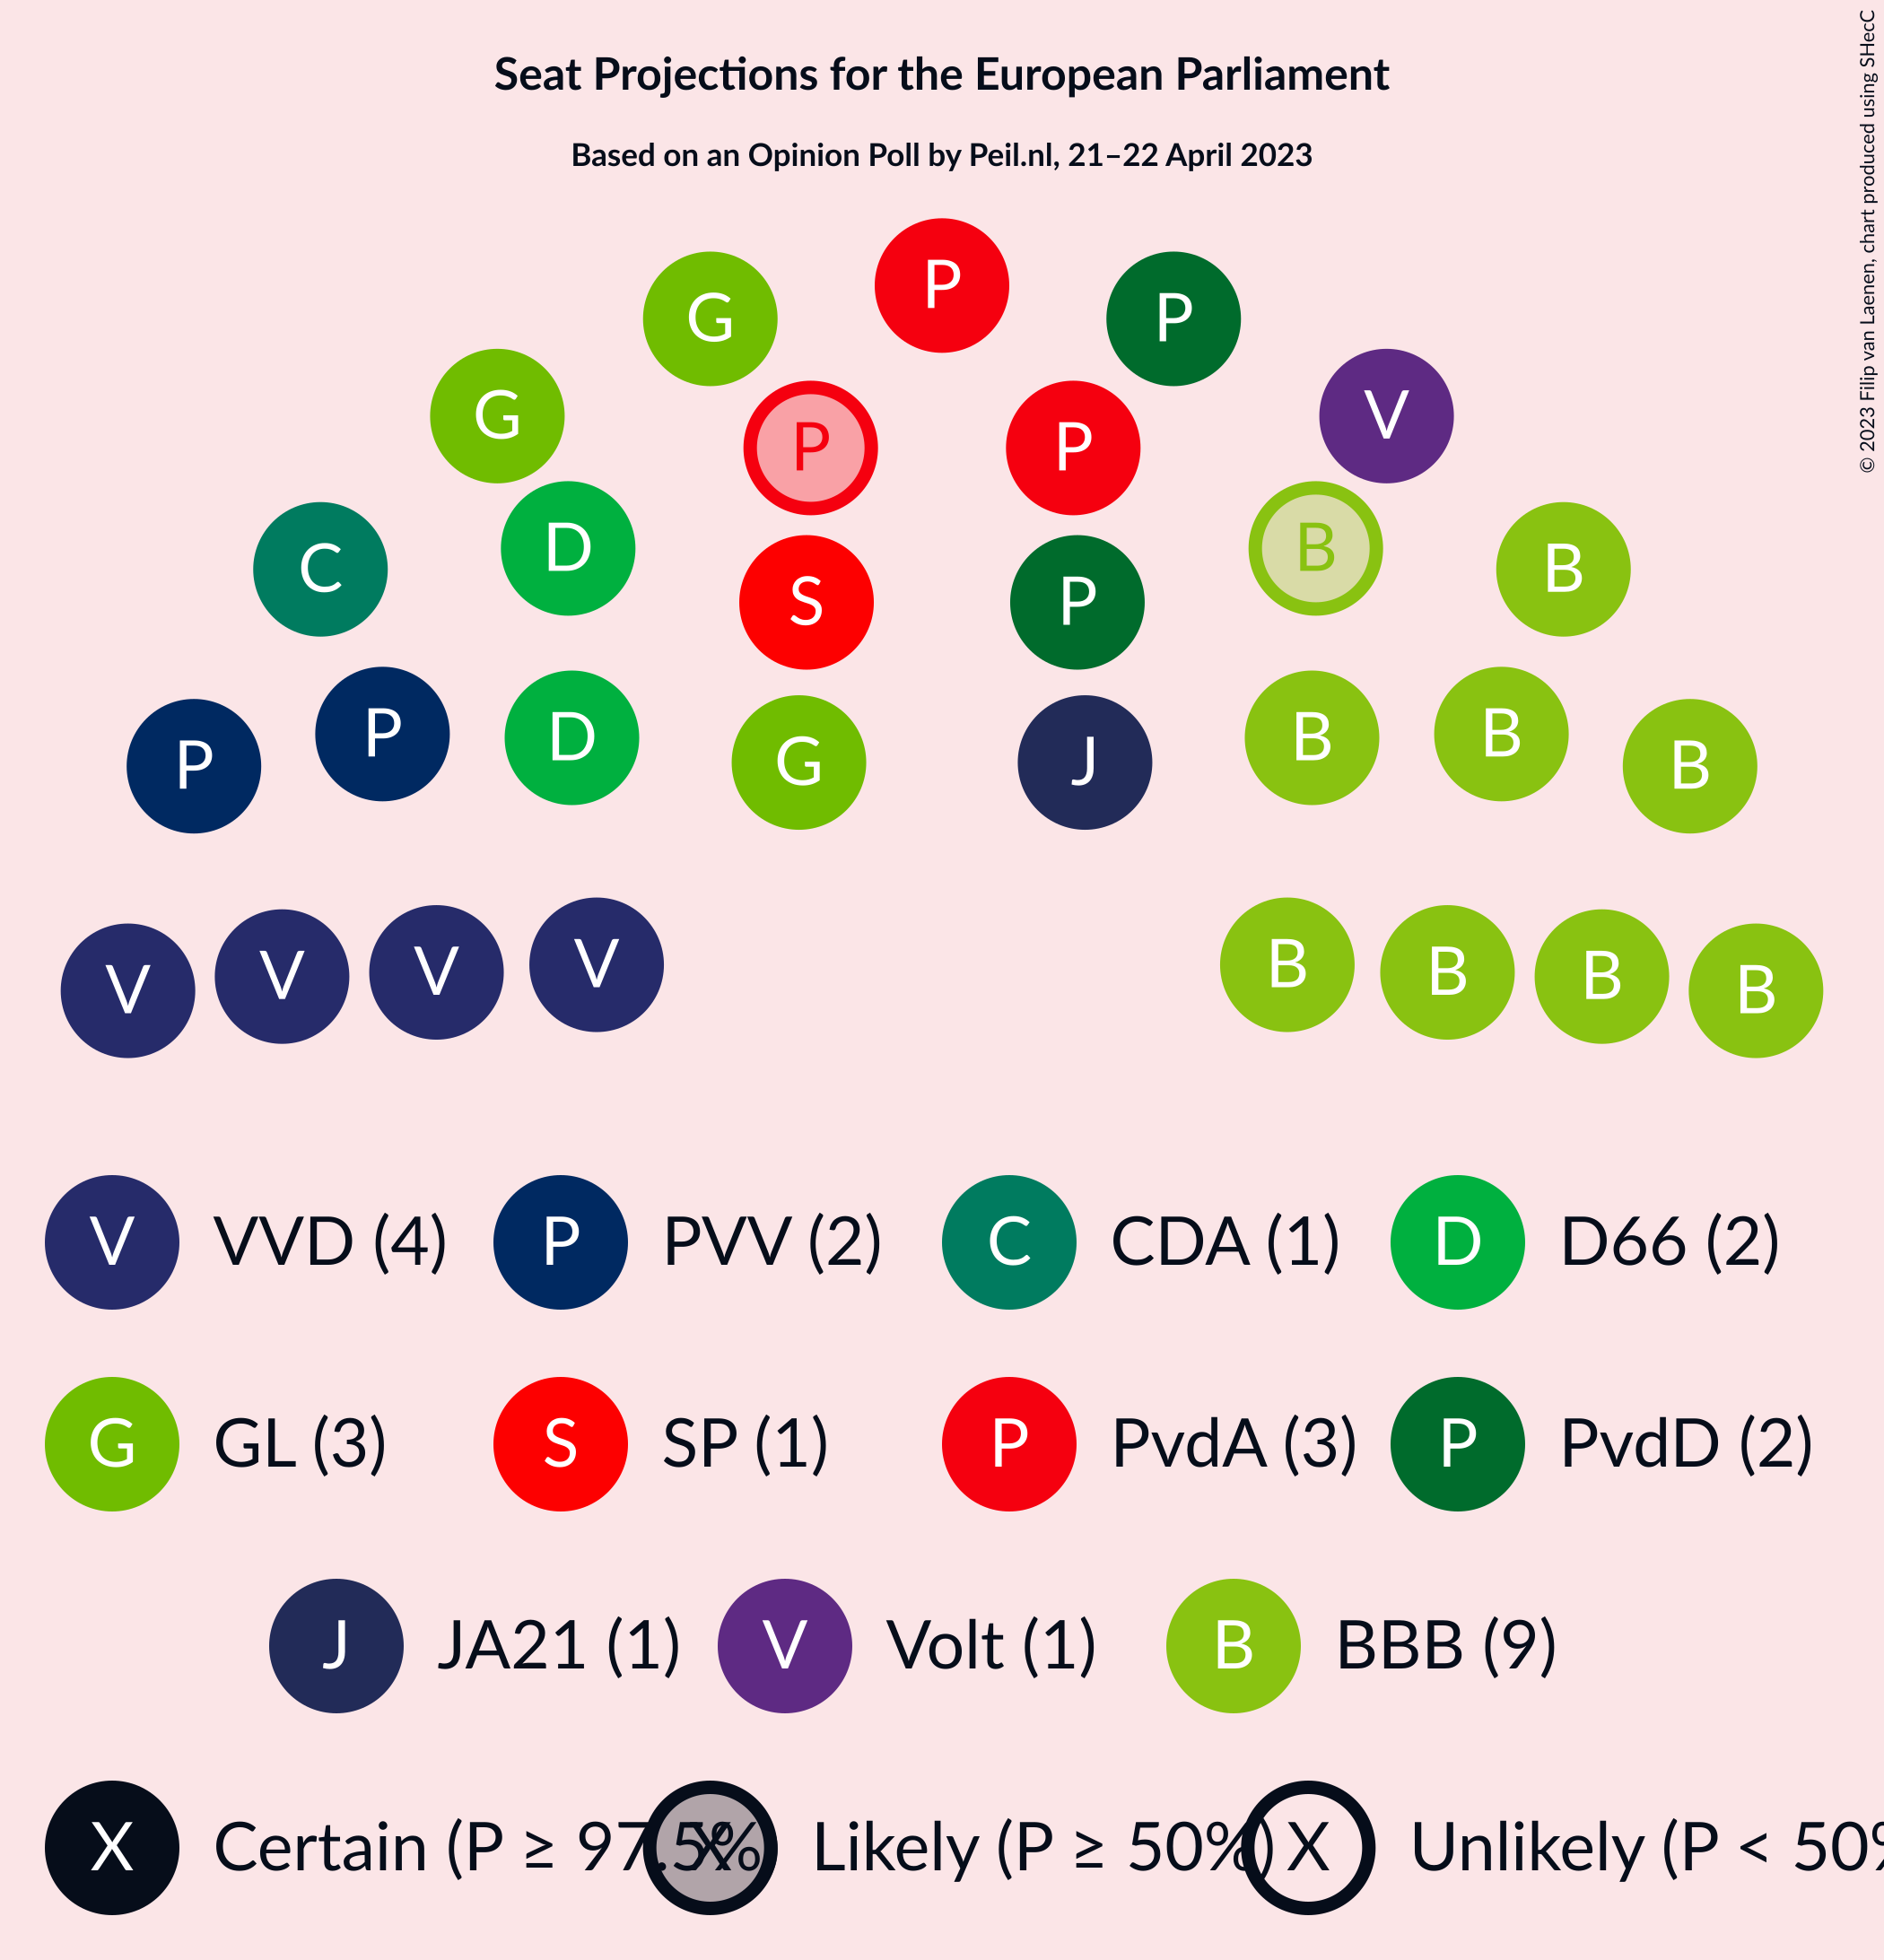 Seat Projections for the European Parliament
Based on an Opinion Poll by Peil.nl, 21–22 April 2023
© 2023 Filip van Laenen, chart produced using SHecC
P
G P
G V
P P
D B
C B
S P
P P B B
D G J B
P B
V V V V B B B B
V VVD (4) P PVV (2) C CDA (1) D D66 (2)
G GL (3) S SP (1) P PvdA (3) P PvdD (2)
J JA21 (1) V Volt (1) B BBB (9)
X Certain (P ≥ 97.5% X Likely (P ≥ 50%) X Unlikely (P < 50%